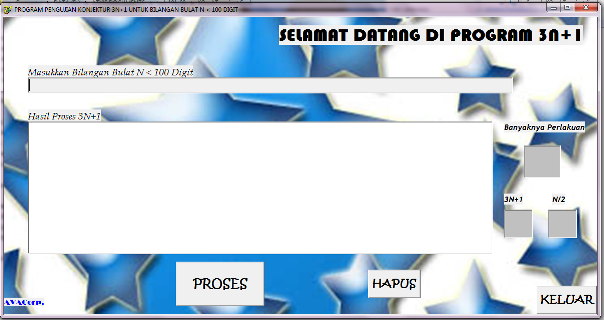 PROGRAM PENGUJIAN KONJEKTUR 3N+1 UNTUK BILANGAN BULAT N < 100 DIGIT
SELAMAT DATANG DI PROGRAM 3n+1
Masukkan Bilangan Bulat N < 100 Digit
Hasil Proses 3N+1
Banyaknya Perlakuan
3N+1 N/2
PROSES
HAPUS
KELUAR
AVACorp.